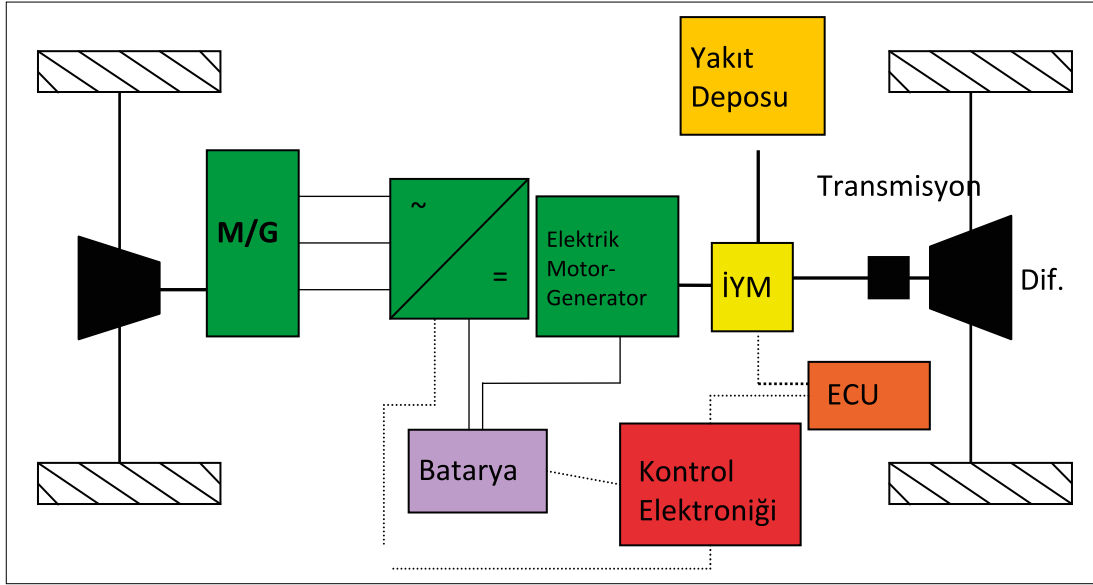 Yakıt
Deposu
Transmisyon
M/G
~
=
Elektrik
Motor-
Generator
İYM
Dif.
ECU
Batarya
Kontrol
Elektroniği